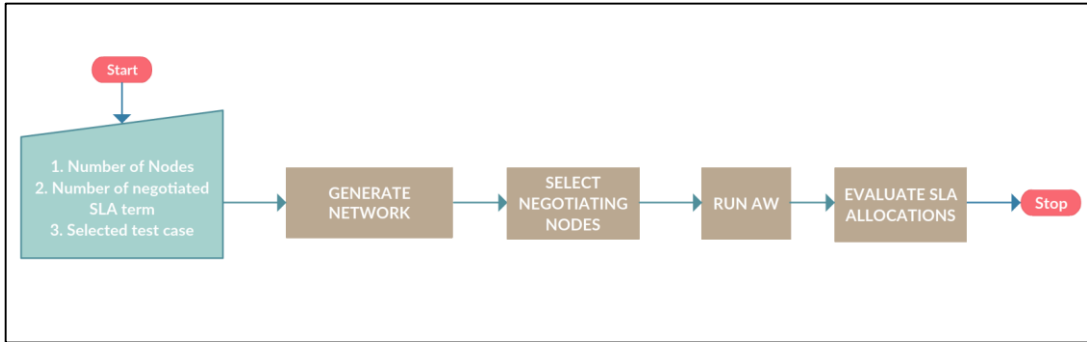 Start
1. Number of Nodes
2. Number of negotiated
SLA term
3. Selected test case
GENERATE
NETWORK
SELECT
NEGOTIATING
NODES
RUN AW
EVALUATE SLA
ALLOCATIONS
Stop